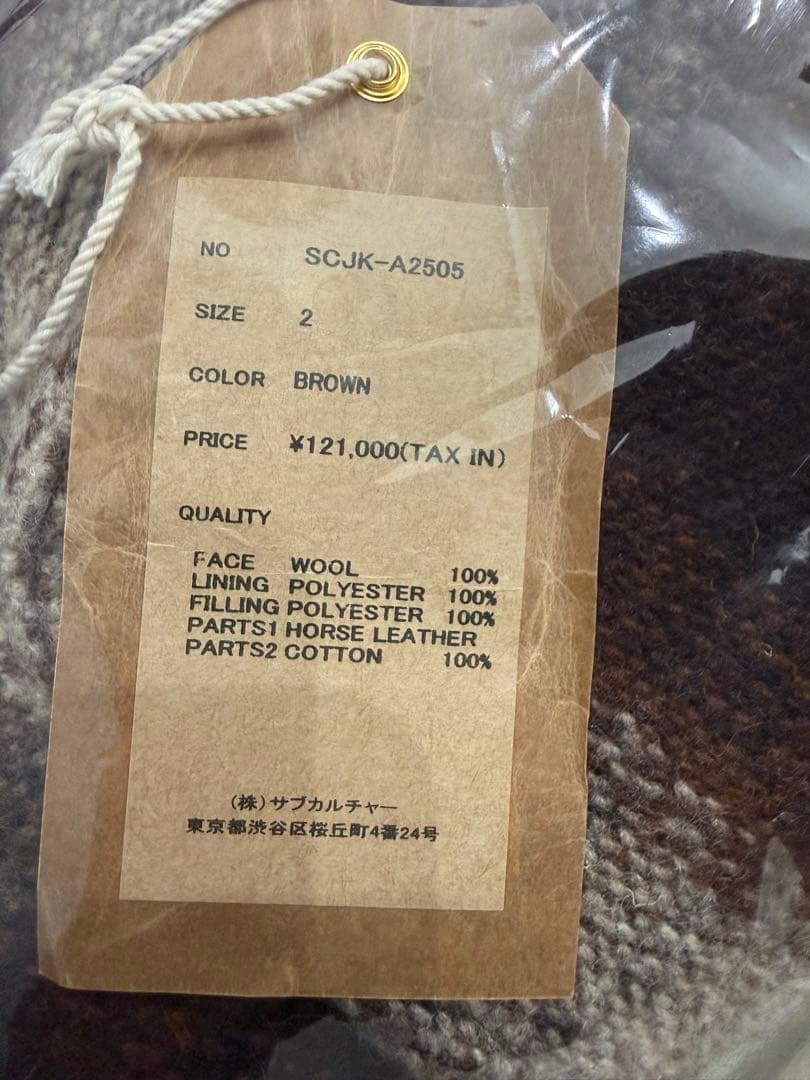 NO SCJK-A2505
SIZE 2
COLOR BROWN
PRICE ¥121,000(TAX IN)
QUALITY
FACE WOOL 100%
LINING POLYESTER 100%
FILLING POLYESTER 100%
PARTS1 HORSE LEATHER
PARTS2 COTTON 100%
(株)サブカルチャー
東京都渋谷区桜丘町4番24号